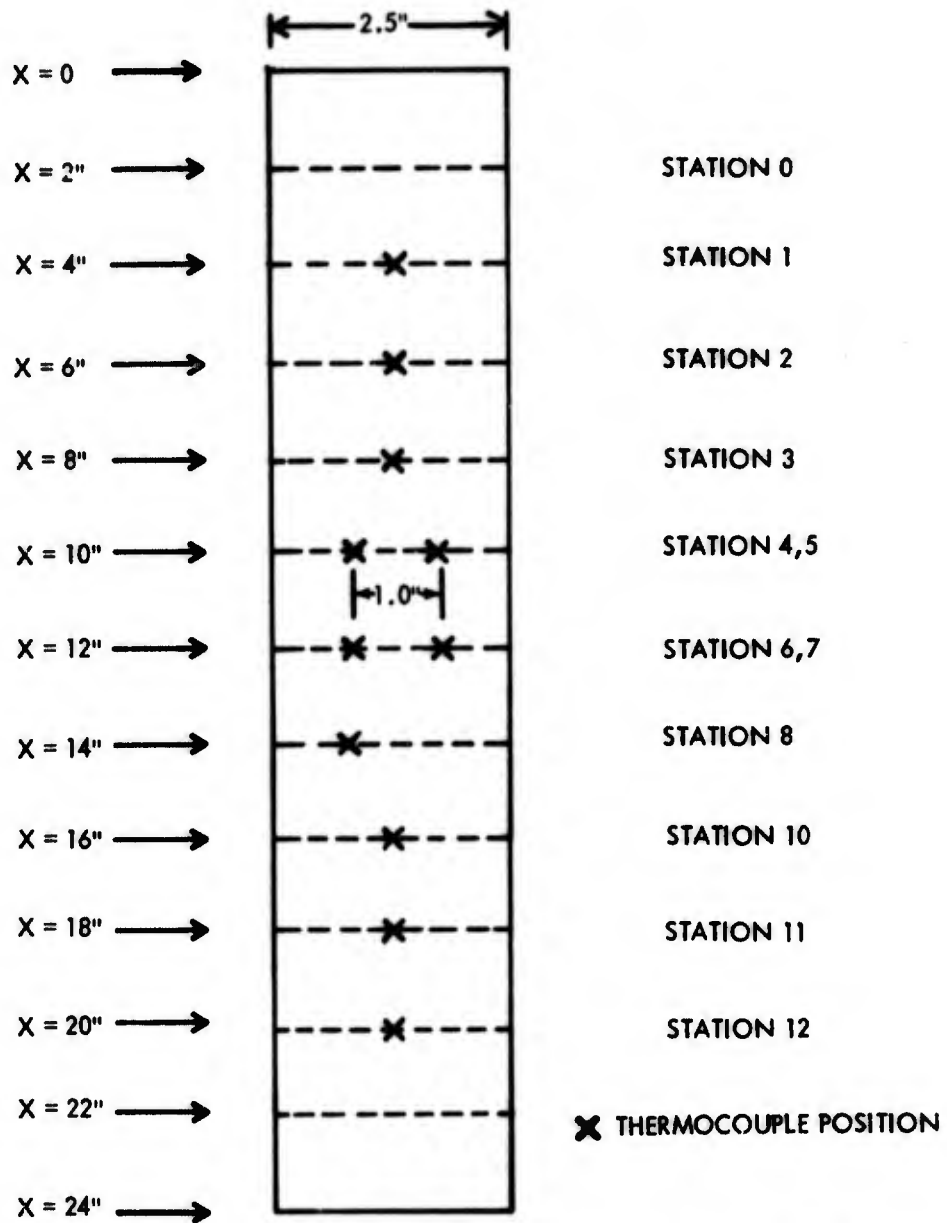 2.5"
X = 0
X = 2" STATION 0
X = 4" STATION 1
X = 6" STATION 2
X = 8" STATION 3
X = 10" STATION 4,5
1.0"
X = 12" STATION 6,7
X = 14" STATION 8
X = 16" STATION 10
X = 18" STATION 11
X = 20" STATION 12
X = 22"
X THERMOCOUPLE POSITION
X = 24"